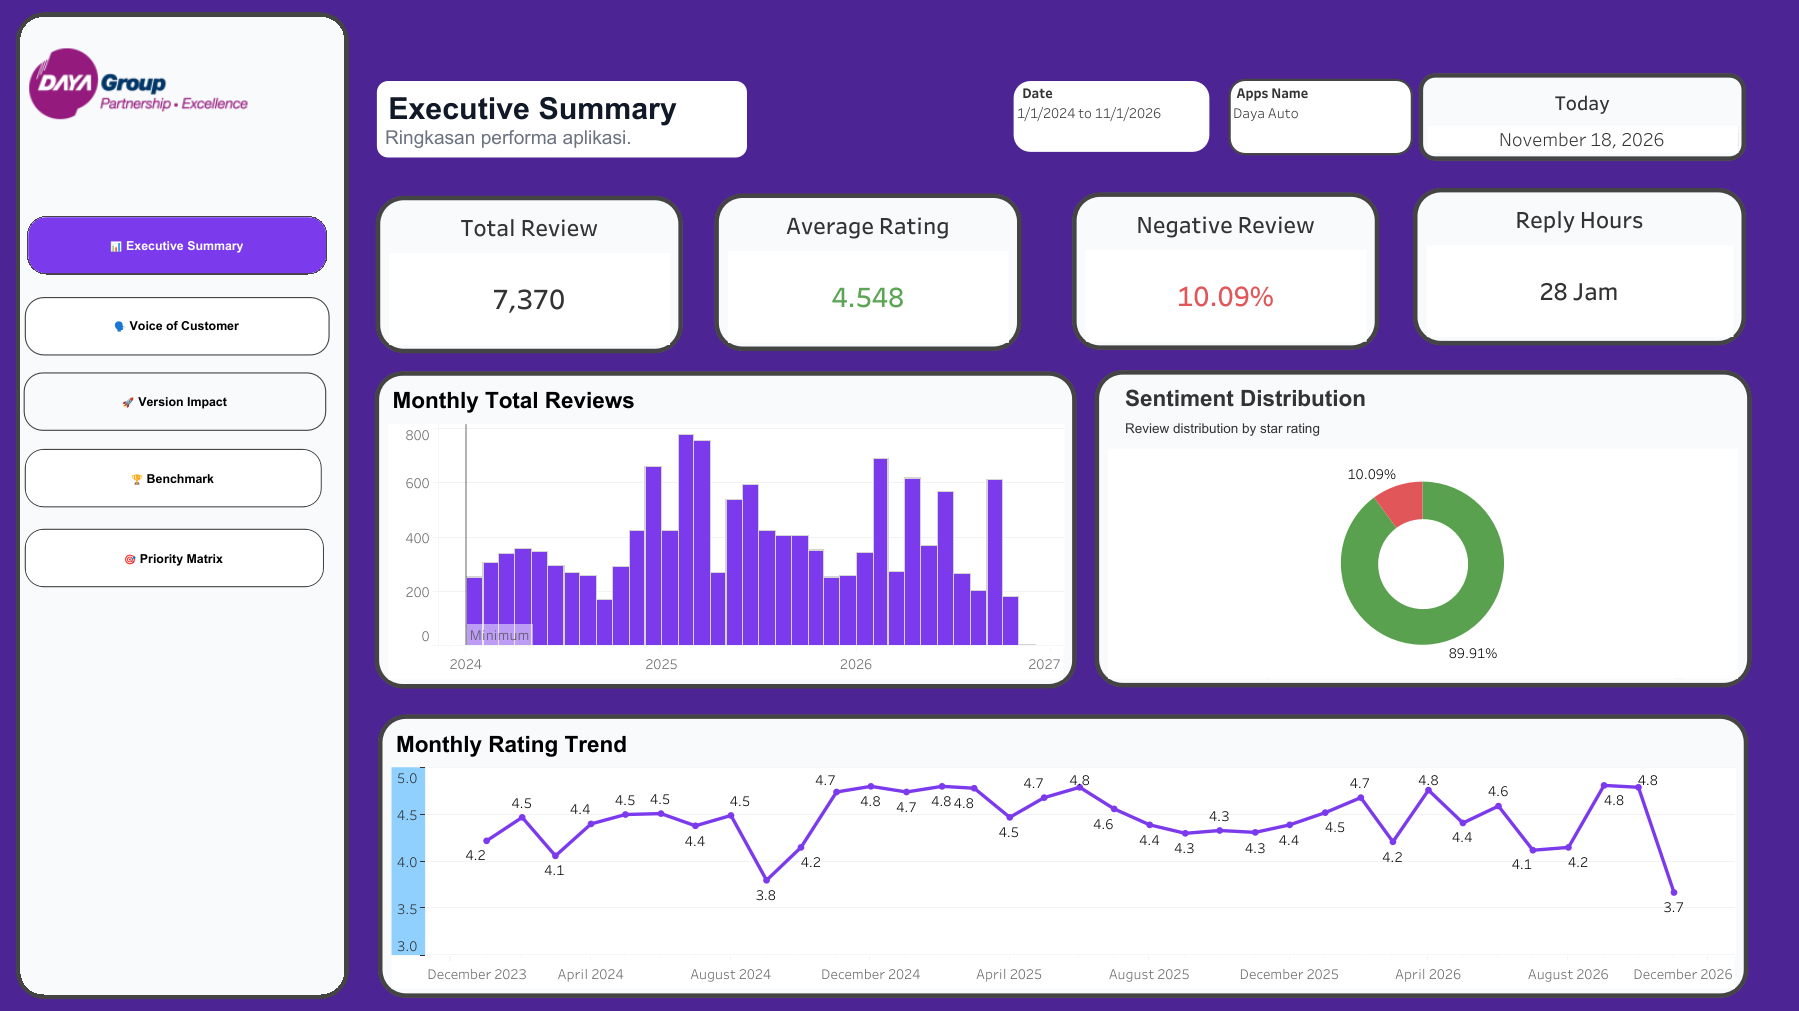 DAYA Group
Partnership • Excellence
Executive Summary
Voice of Customer
Version Impact
Benchmark
Priority Matrix
Executive Summary
Ringkasan performa aplikasi.
Date
1/1/2024 to 11/1/2026
Apps Name
Daya Auto
Today
November 18, 2026
Total Review
7,370
Average Rating
4.548
Negative Review
10.09%
Reply Hours
28 Jam
Monthly Total Reviews
800
600
400
200
0
Minimum
2024 2025 2026 2027
Sentiment Distribution
Review distribution by star rating
10.09%
89.91%
Monthly Rating Trend
5.0
4.5
4.0
3.5
3.0
4.2 4.5 4.1 4.4 4.5 4.5 4.4 4.5 3.8 4.2 4.7 4.8 4.7 4.8 4.8 4.5 4.7 4.8 4.6 4.4 4.3 4.3 4.3 4.4 4.5 4.7 4.2 4.8 4.4 4.6 4.1 4.2 4.8 4.8 3.7
December 2023 April 2024 August 2024 December 2024 April 2025 August 2025 December 2025 April 2026 August 2026 December 2026